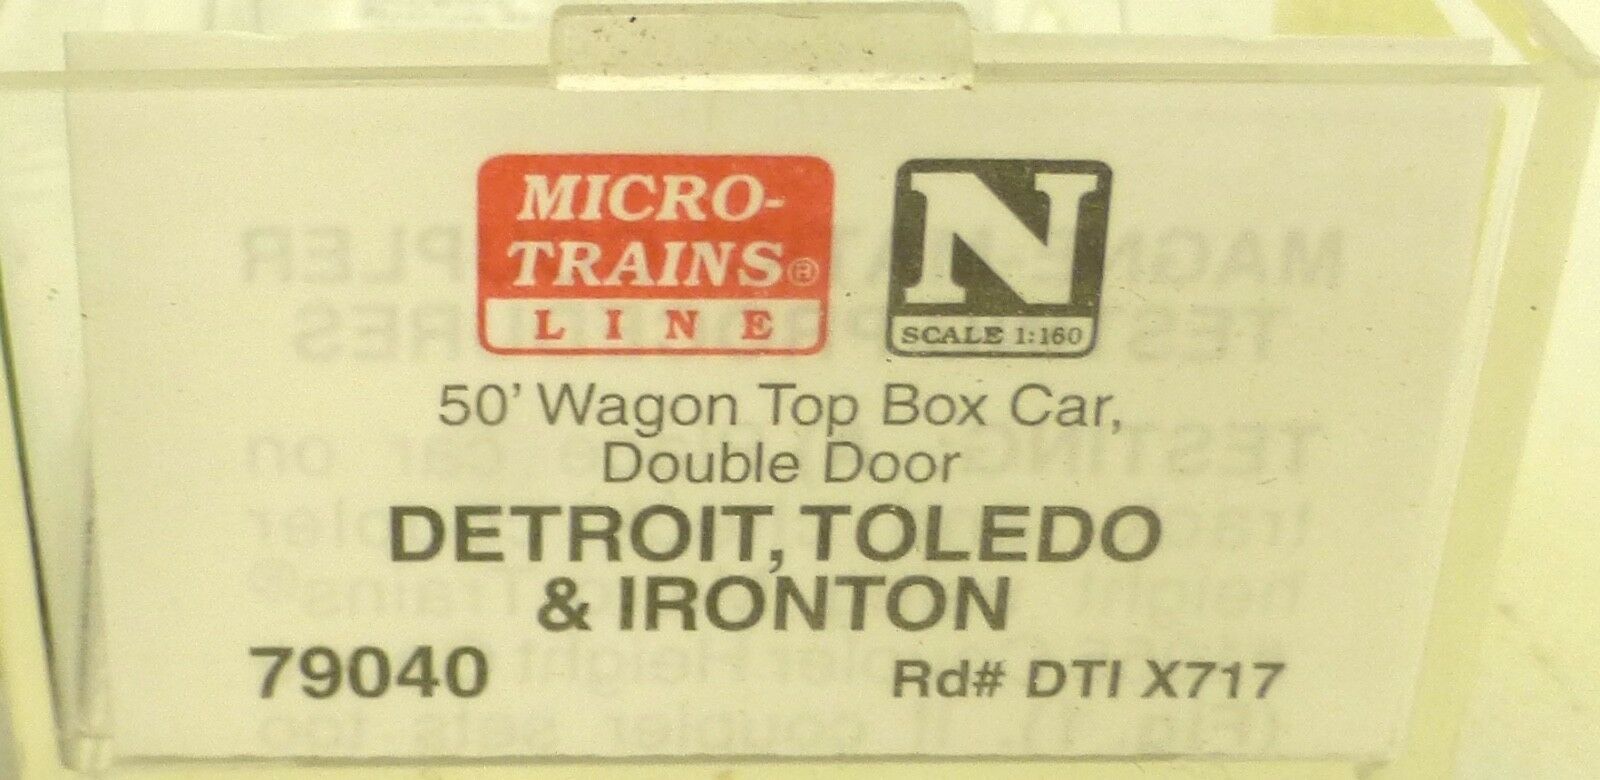 MICRO-
TRAINS®
LINE
N
SCALE 1:160
50' Wagon Top Box Car,
Double Door
DETROIT, TOLEDO
& IRONTON
79040 Rd# DTI X717